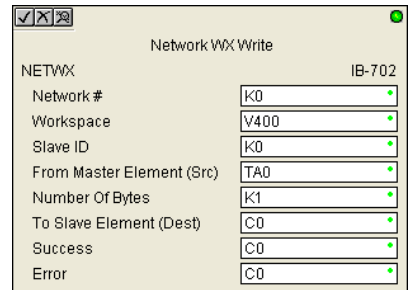 Network WX Write
NETWX IB-702
Network # K0
Workspace V400
Slave ID K0
From Master Element (Src) TA0
Number Of Bytes K1
To Slave Element (Dest) C0
Success C0
Error C0